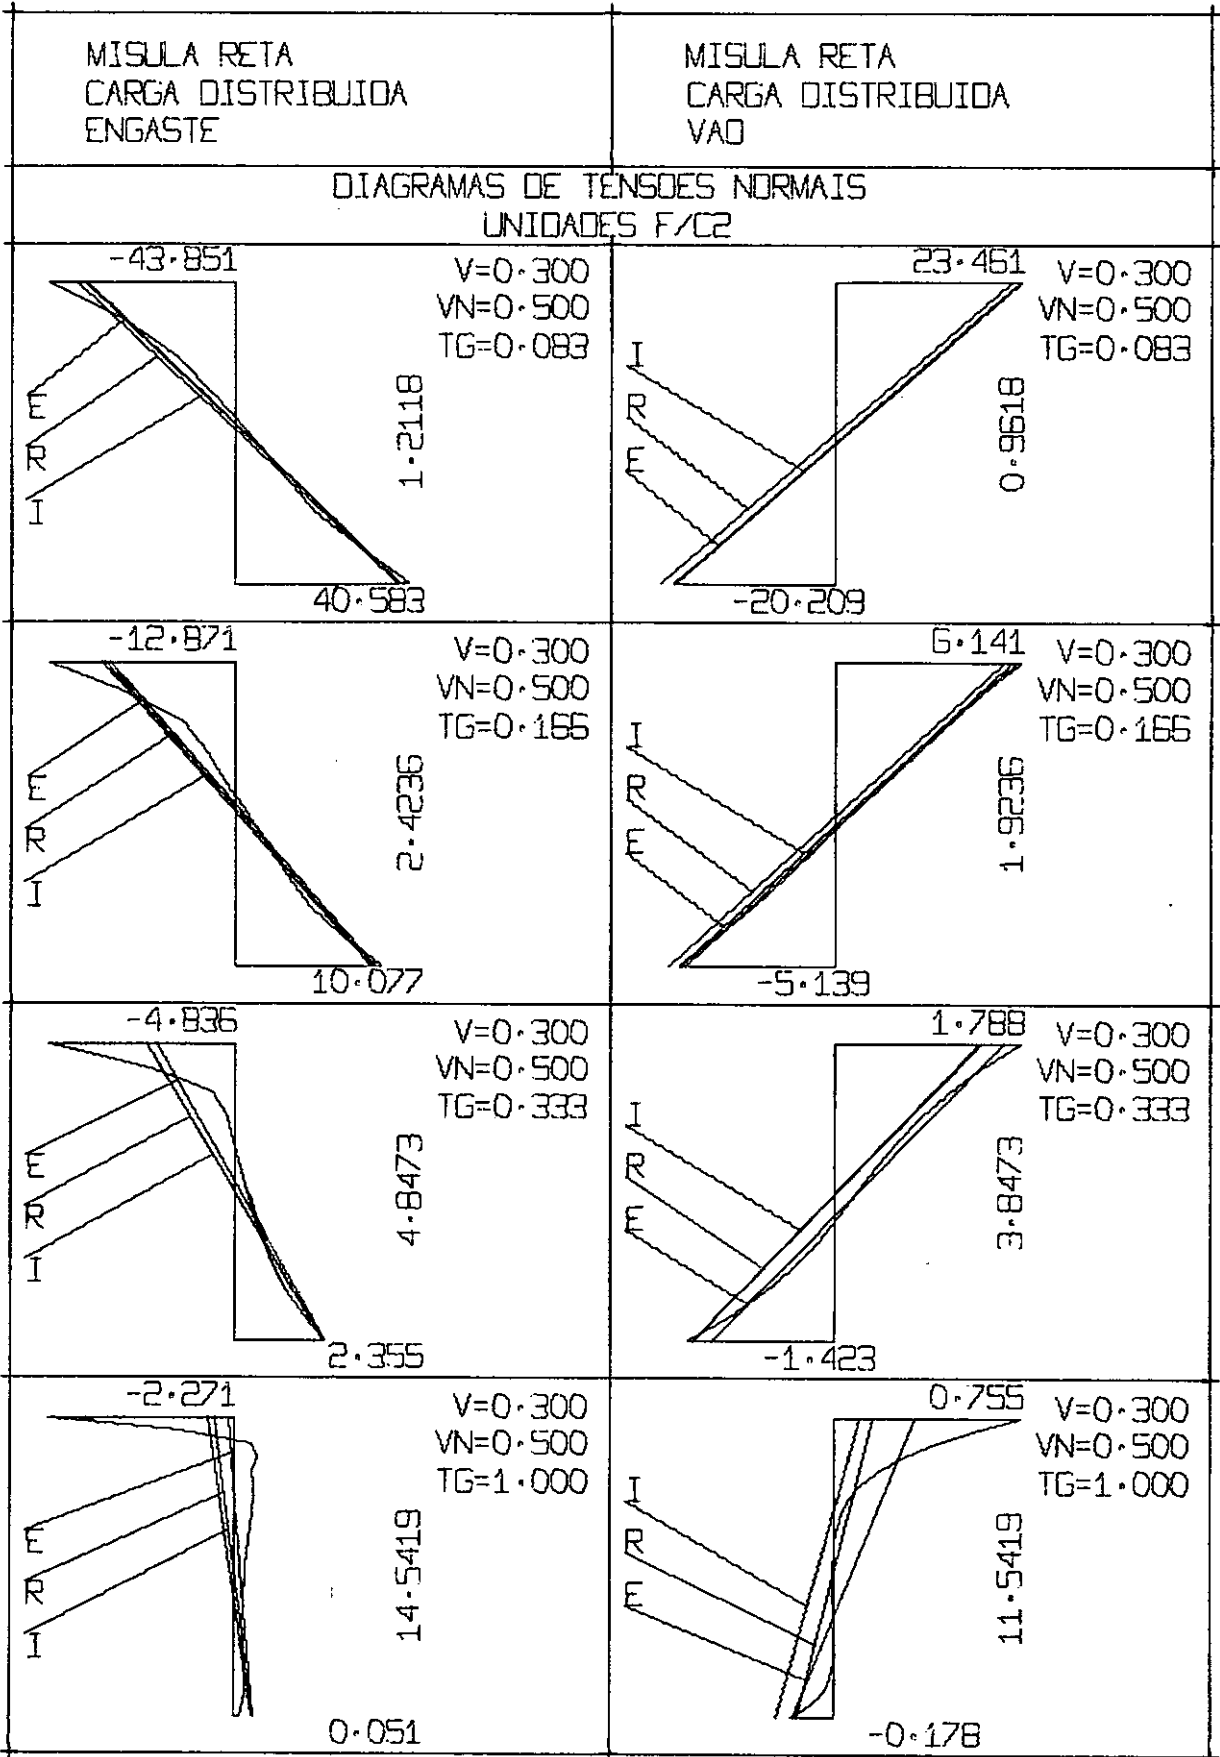 MISULA RETA
CARGA DISTRIBUIDA
ENGASTE
MISULA RETA
CARGA DISTRIBUIDA
VAO
DIAGRAMAS DE TENSOES NORMAIS
UNIDADES F/C2
-43.851
V=0.300
VN=0.500
TG=0.083
E
R
I
1.2118
40.583
23.461
V=0.300
VN=0.500
TG=0.083
I
R
E
0.9618
-20.209
-12.871
V=0.300
VN=0.500
TG=0.166
E
R
I
2.4236
10.077
6.141
V=0.300
VN=0.500
TG=0.166
I
R
E
1.9236
-5.139
-4.836
V=0.300
VN=0.500
TG=0.333
E
R
I
4.8473
2.355
1.788
V=0.300
VN=0.500
TG=0.333
I
R
E
3.8473
-1.423
-2.271
V=0.300
VN=0.500
TG=1.000
E
R
I
14.5419
0.051
0.755
V=0.300
VN=0.500
TG=1.000
I
R
E
11.5419
-0.178